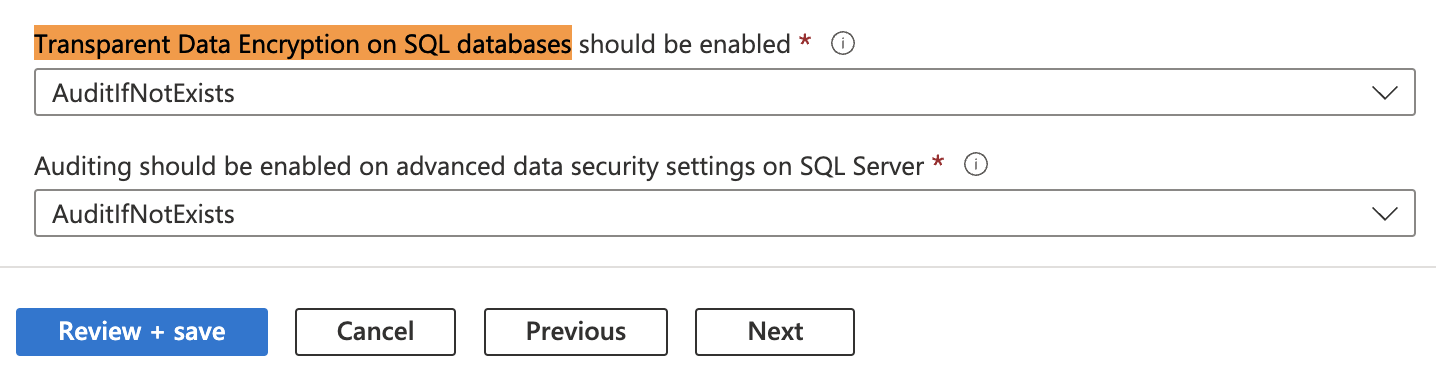 Transparent Data Encryption on SQL databases should be enabled *
AuditIfNotExists
Auditing should be enabled on advanced data security settings on SQL Server *
AuditIfNotExists
Review + save Cancel Previous Next